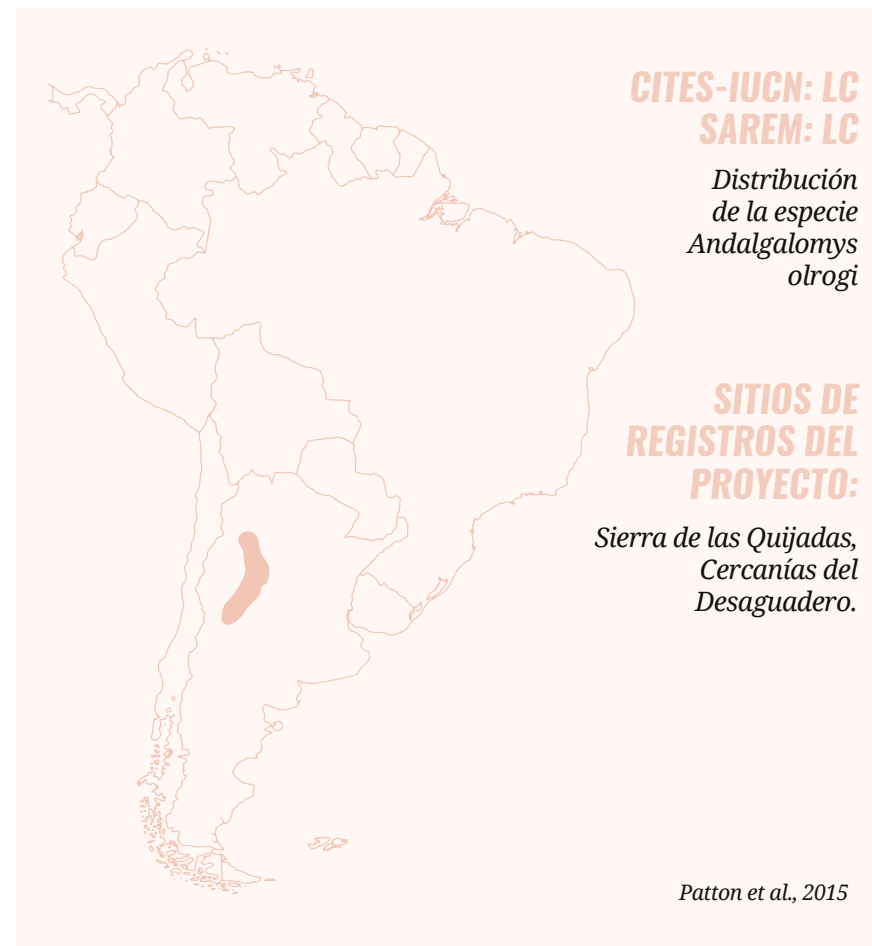 CITES-IUCN: LC
SAREM: LC
Distribución
de la especie
Andalgalomys
olrogi
SITIOS DE
REGISTROS DEL
PROYECTO:
Sierra de las Quijadas,
Cercanías del
Desaguadero.
Patton et al., 2015